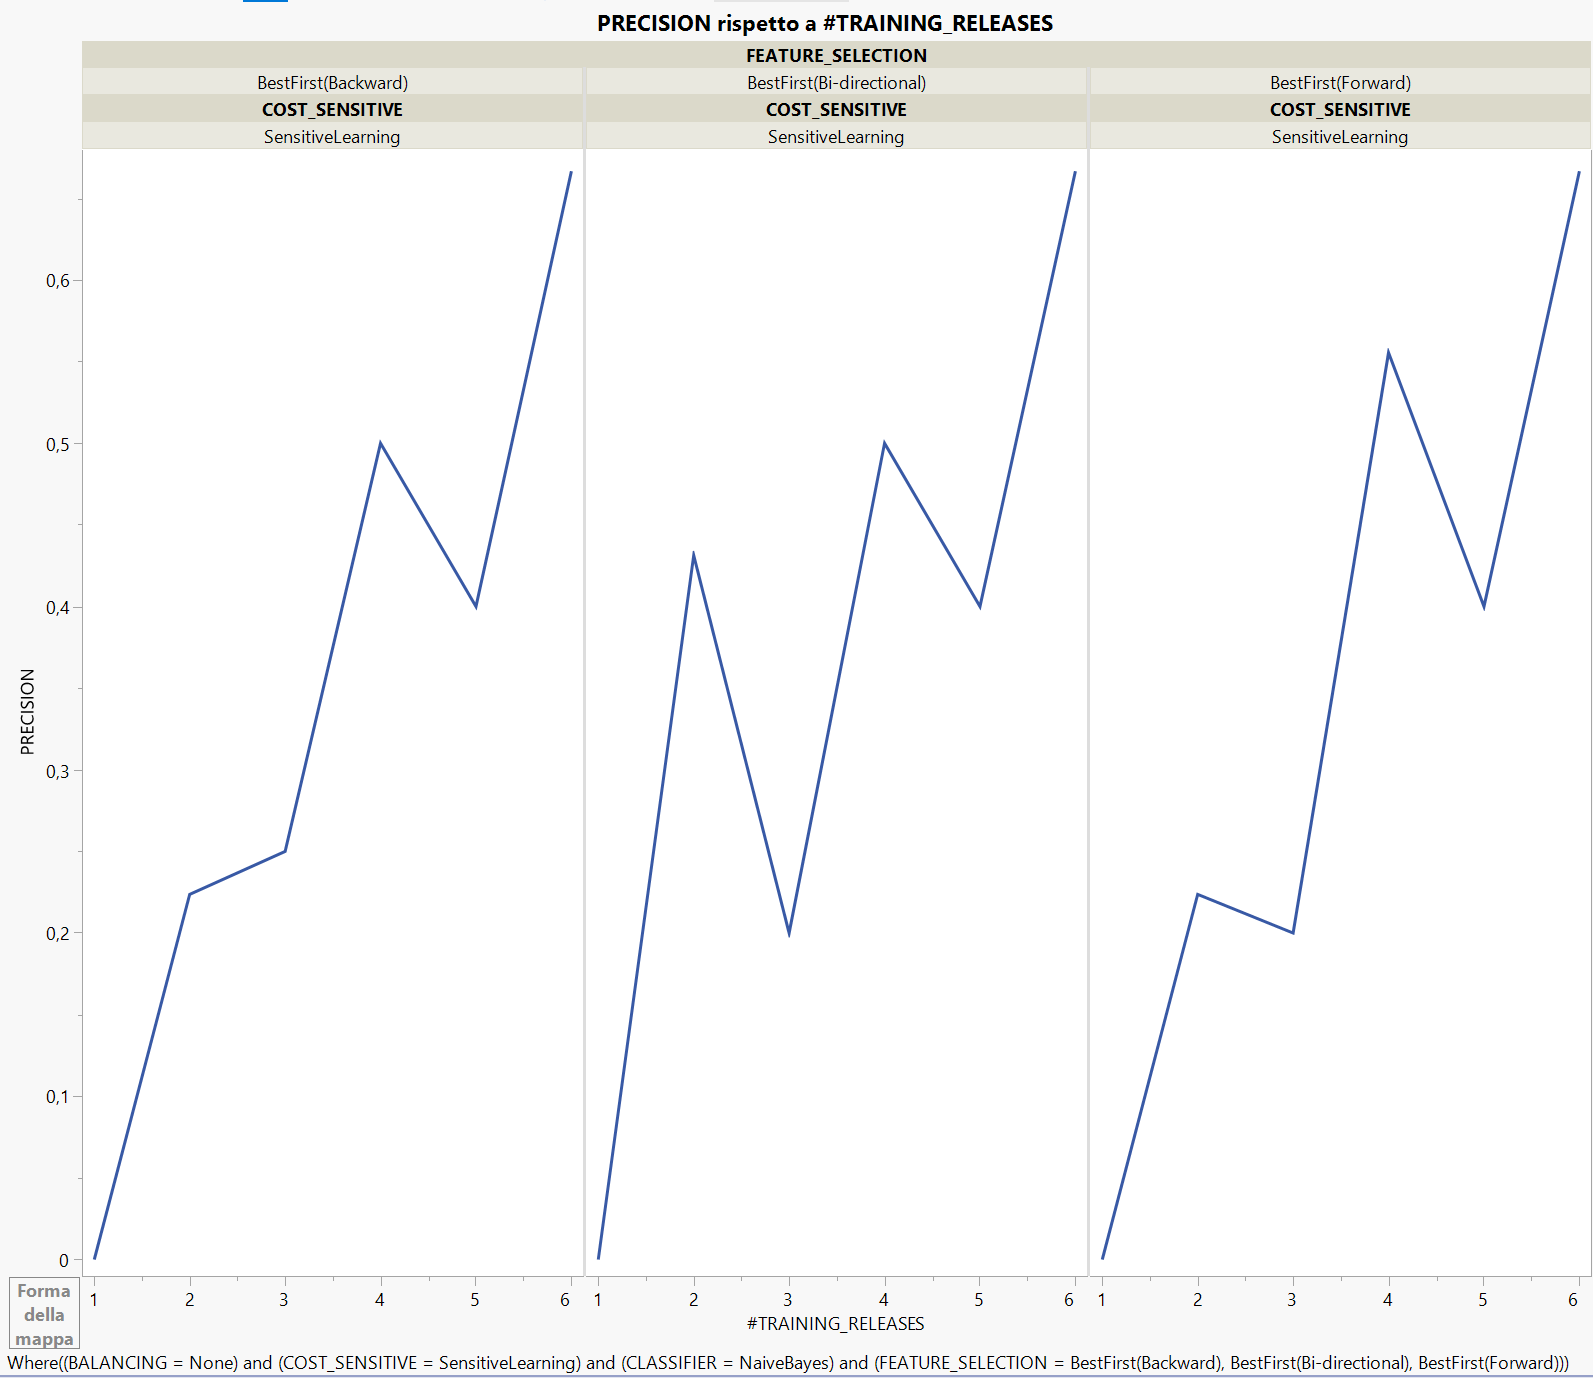 PRECISION rispetto a #TRAINING_RELEASES
FEATURE_SELECTION
BestFirst(Backward) BestFirst(Bi-directional) BestFirst(Forward)
COST_SENSITIVE COST_SENSITIVE COST_SENSITIVE
SensitiveLearning SensitiveLearning SensitiveLearning
0,6
0,5
0,4
0,3
0,2
0,1
0
PRECISION
1 2 3 4 5 6 1 2 3 4 5 6 1 2 3 4 5 6
#TRAINING_RELEASES
Forma
della
mappa
Where((BALANCING = None) and (COST_SENSITIVE = SensitiveLearning) and (CLASSIFIER = NaiveBayes) and (FEATURE_SELECTION = BestFirst(Backward), BestFirst(Bi-directional), BestFirst(Forward)))